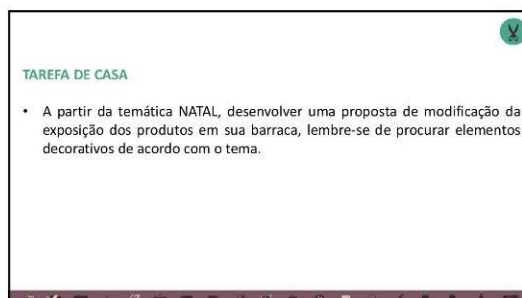 TAREFA DE CASA
• A partir da temática NATAL, desenvolver uma proposta de modificação da
exposição dos produtos em sua barraca, lembre-se de procurar elementos
decorativos de acordo com o tema.